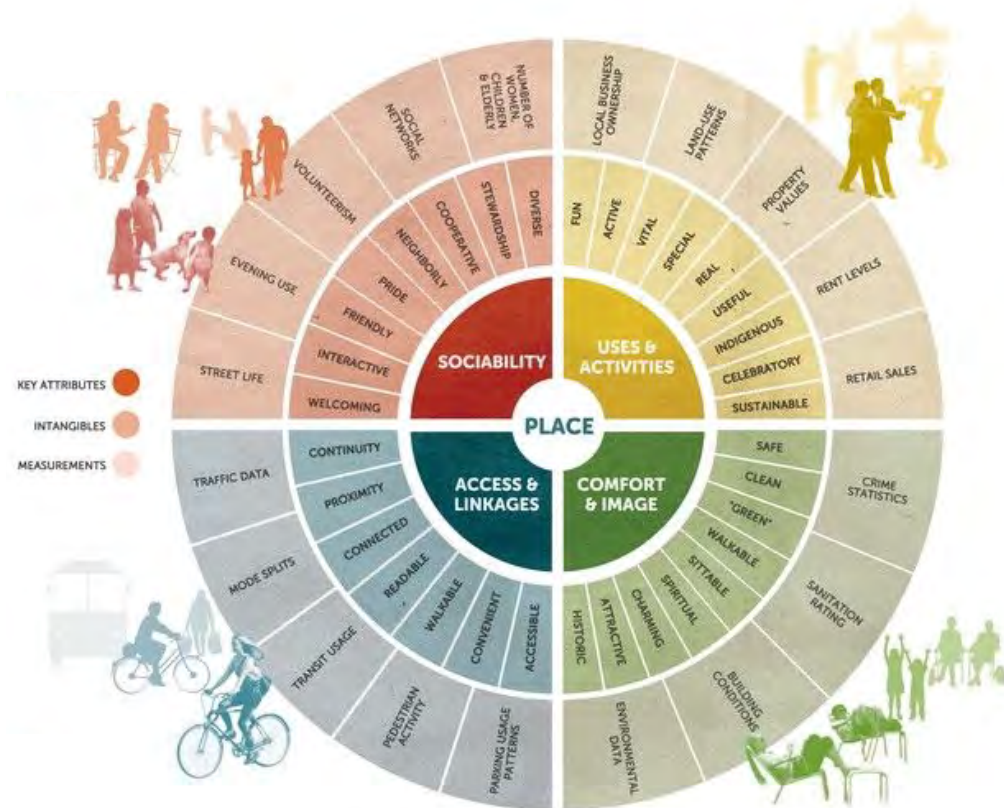 NUMBER OF
WOMEN,
CHILDREN
& ELDERLY
SOCIAL
NETWORKS
VOLUNTEERISM
EVENING USE
STREET LIFE
DIVERSE
STEWARDSHIP
COOPERATIVE
NEIGHBORLY
PRIDE
FRIENDLY
INTERACTIVE
WELCOMING
SOCIABILITY
LOCAL BUSINESS
OWNERSHIP
LAND-USE
PATTERNS
PROPERTY
VALUES
RENT LEVELS
RETAIL SALES
FUN
ACTIVE
VITAL
SPECIAL
REAL
USEFUL
INDIGENOUS
CELEBRATORY
SUSTAINABLE
USES &
ACTIVITIES
PLACE
KEY ATTRIBUTES
INTANGIBLES
MEASUREMENTS
ACCESS &
LINKAGES
CONTINUITY
PROXIMITY
CONNECTED
READABLE
WALKABLE
CONVENIENT
ACCESSIBLE
TRAFFIC DATA
MODE SPLITS
TRANSIT USAGE
PEDESTRIAN
ACTIVITY
PARKING USAGE
PATTERNS
COMFORT
& IMAGE
SAFE
CLEAN
"GREEN"
WALKABLE
SITTABLE
SPIRITUAL
CHARMING
ATTRACTIVE
HISTORIC
CRIME
STATISTICS
SANITATION
RATING
BUILDING
CONDITIONS
ENVIRONMENTAL
DATA